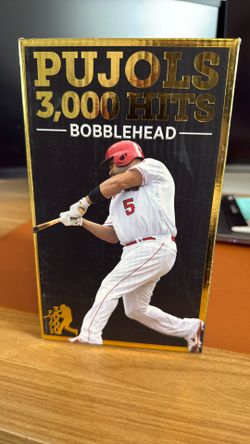 PUJOLS
3,000 HITS
BOBBLEHEAD
5